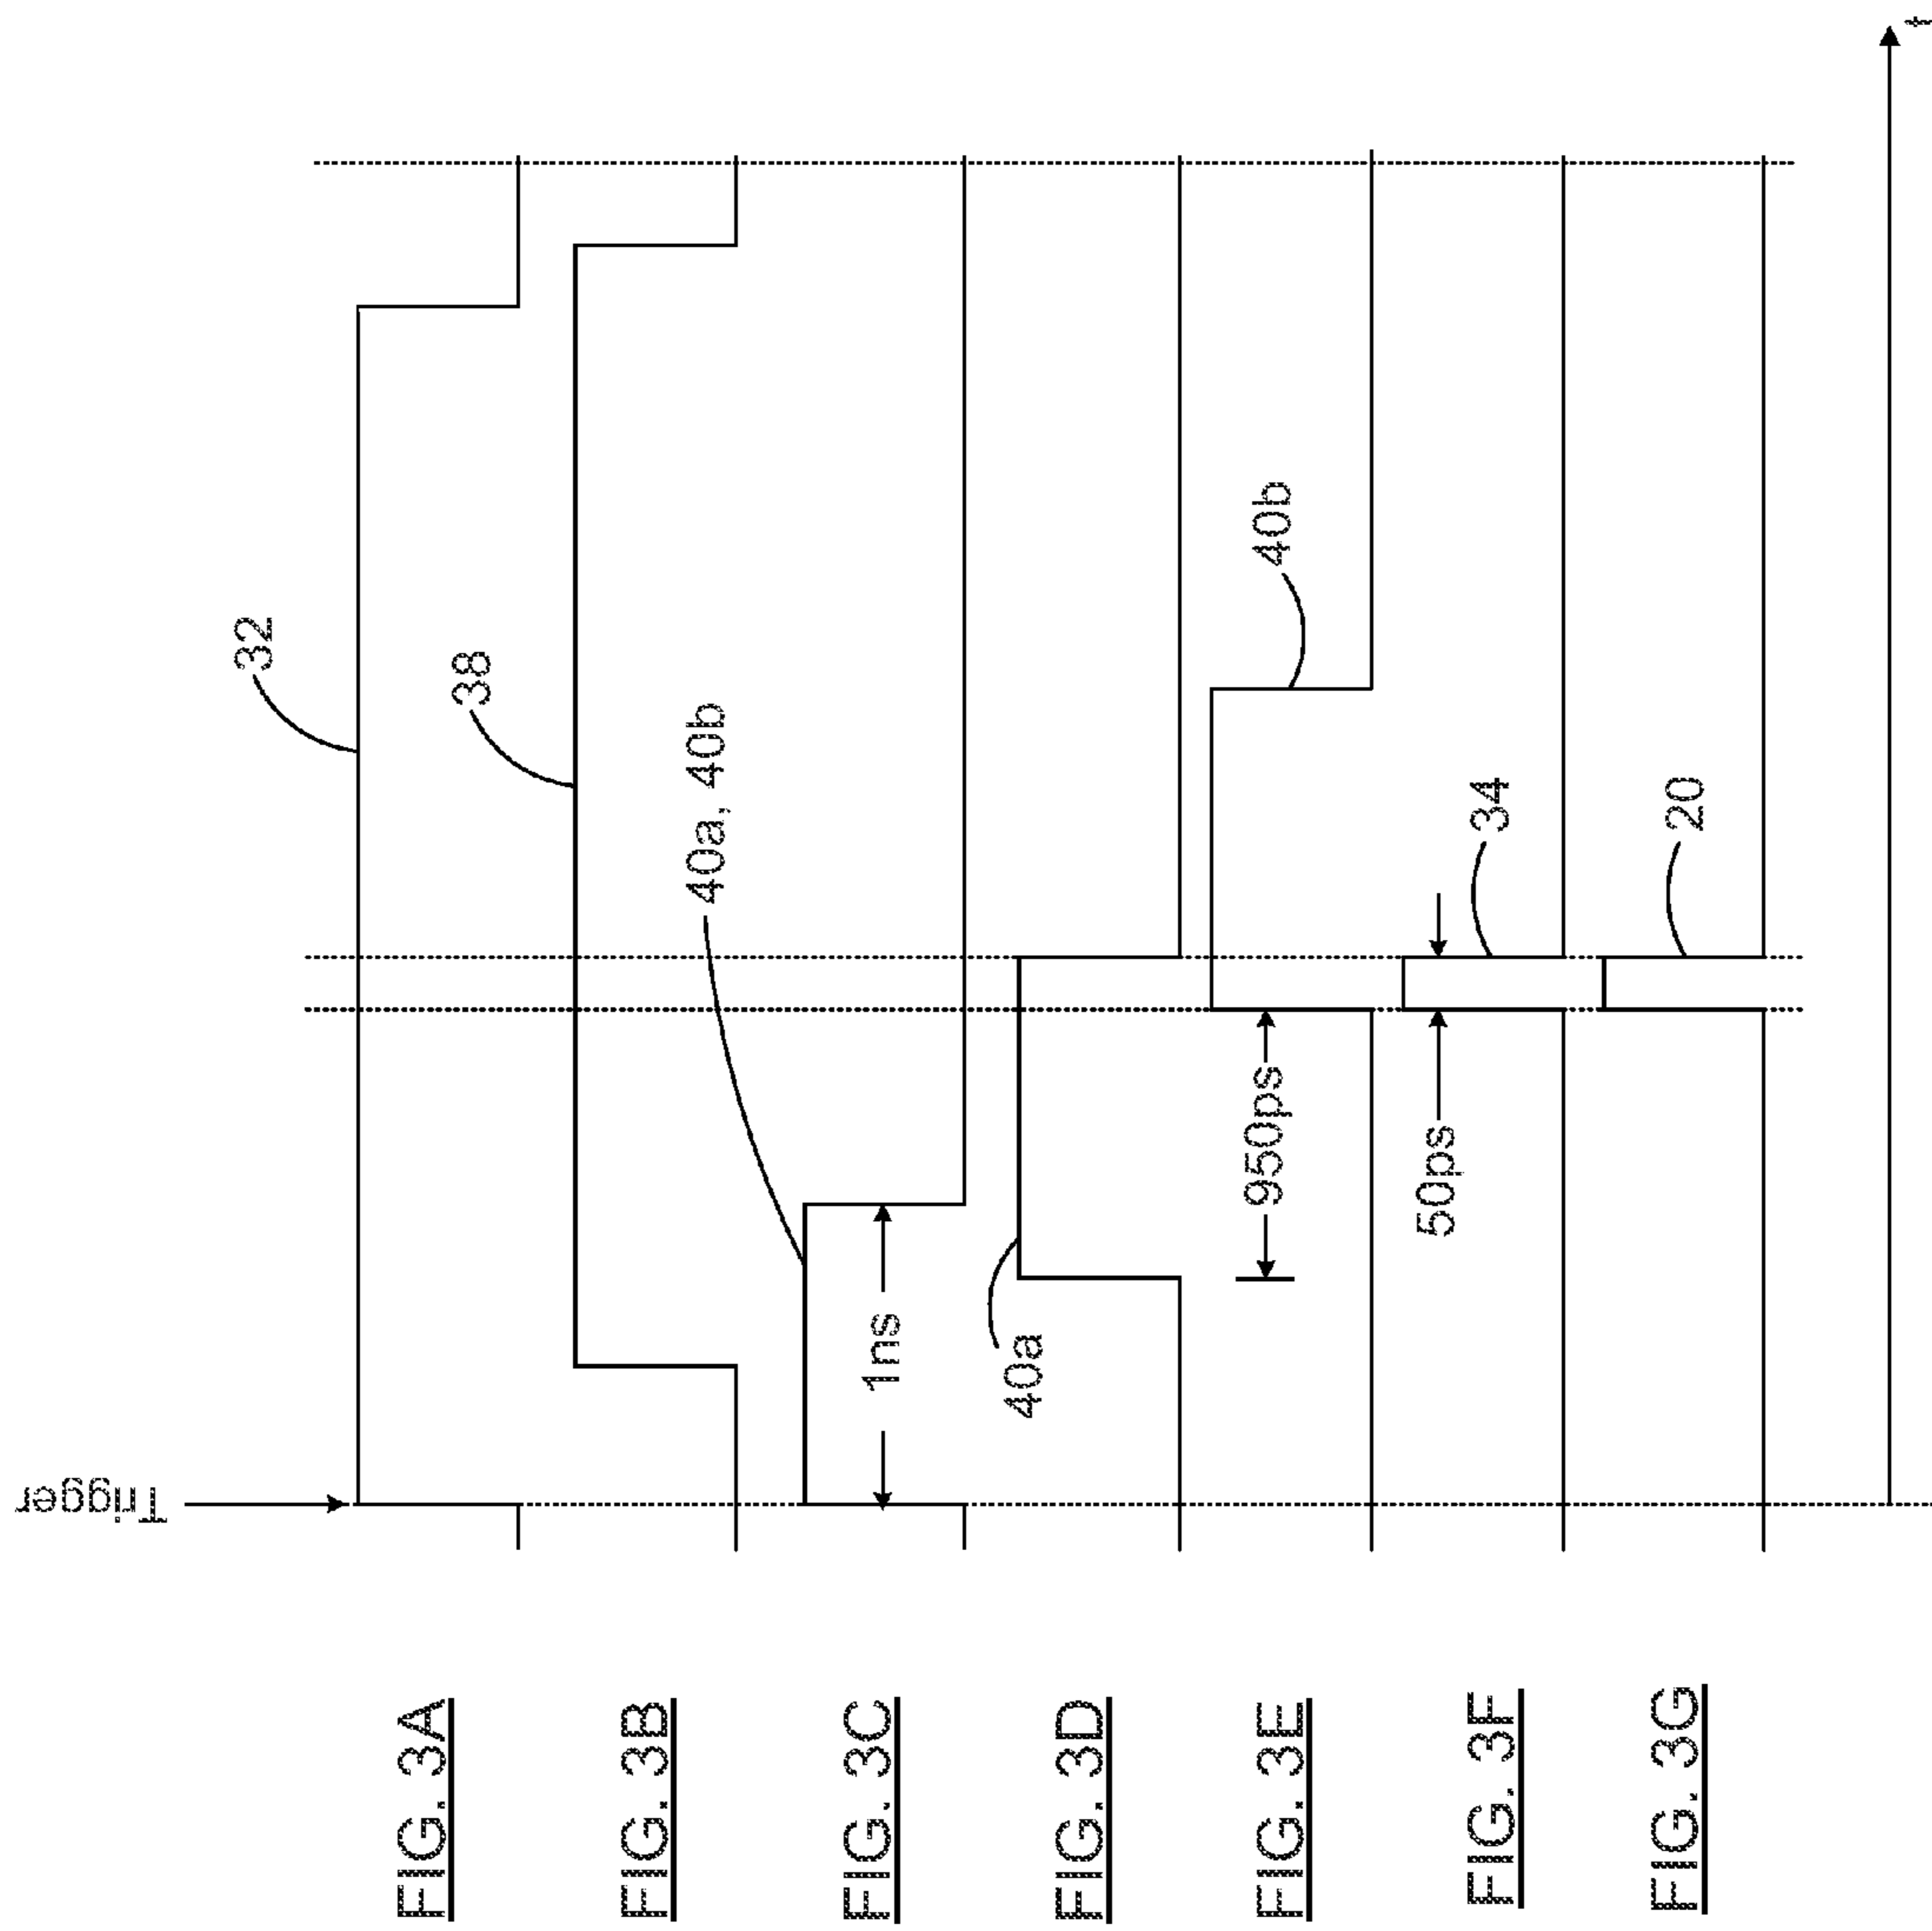 Trigger
FIG. 3A
32
FIG. 3B
38
FIG. 3C
40a, 40b
1ns
FIG. 3D
40a
FIG. 3E
950ps
40b
FIG. 3F
50ps
34
FIG. 3G
20
t